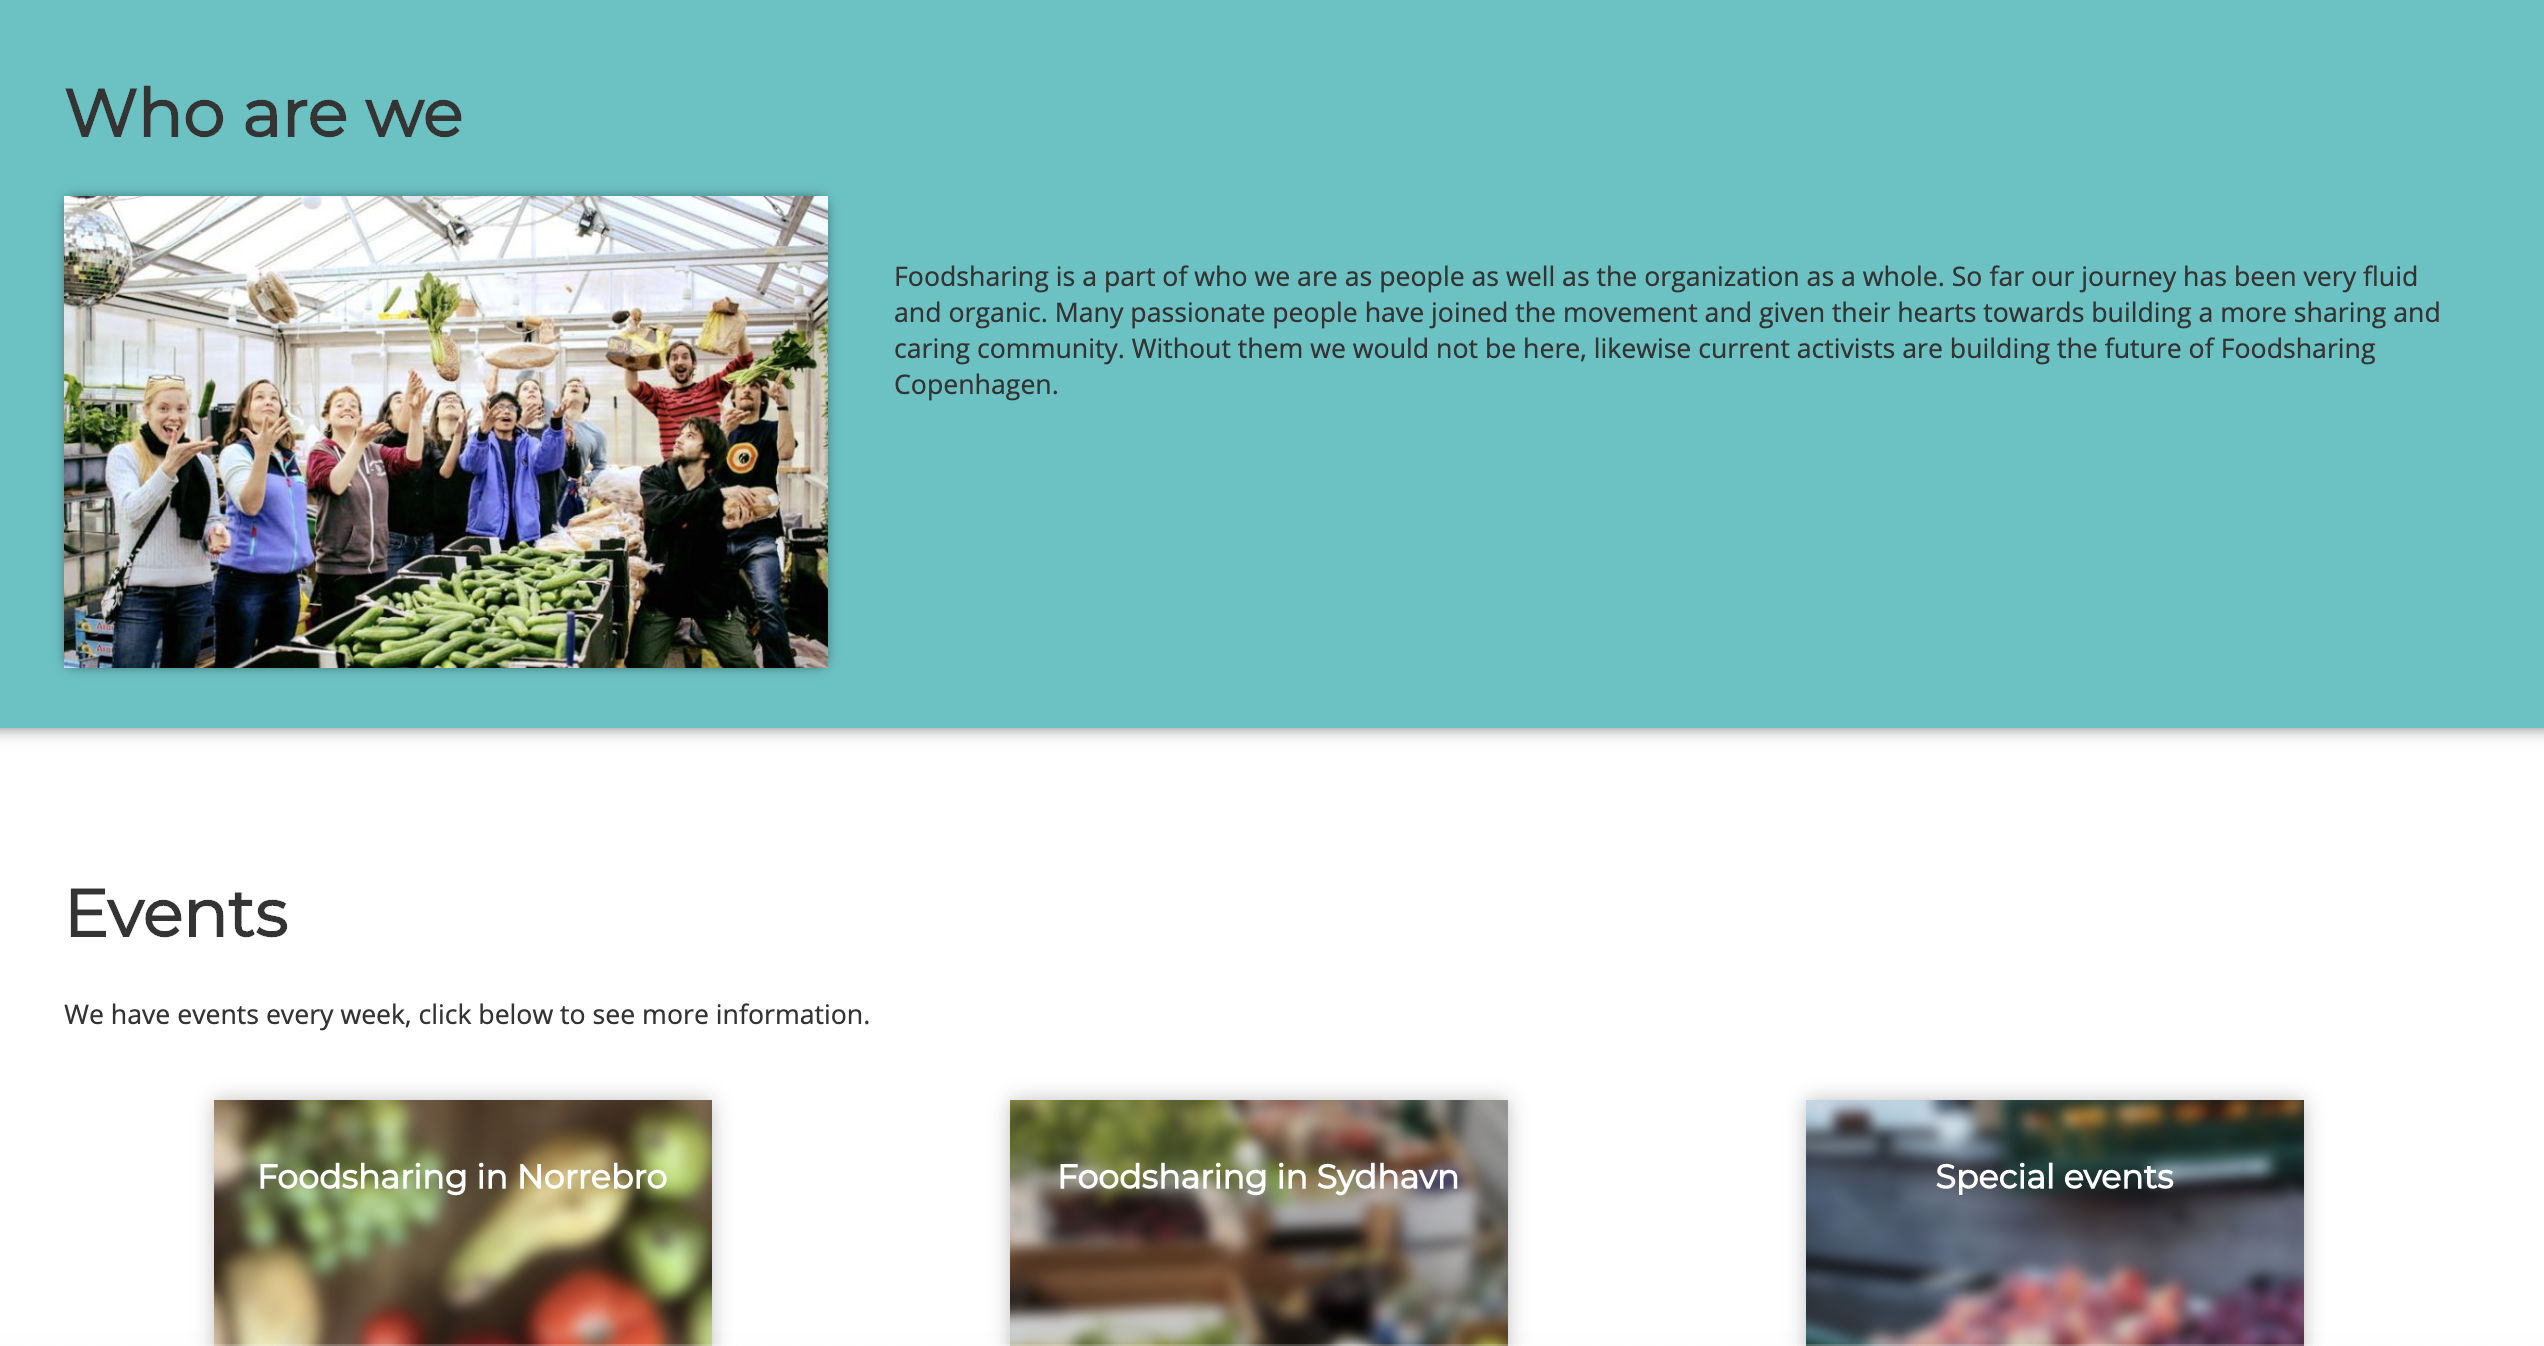 Who are we
Foodsharing is a part of who we are as people as well as the organization as a whole. So far our journey has been very fluid
and organic. Many passionate people have joined the movement and given their hearts towards building a more sharing and
caring community. Without them we would not be here, likewise current activists are building the future of Foodsharing
Copenhagen.
Events
We have events every week, click below to see more information.
Foodsharing in Norrebro
Foodsharing in Sydhavn
Special events